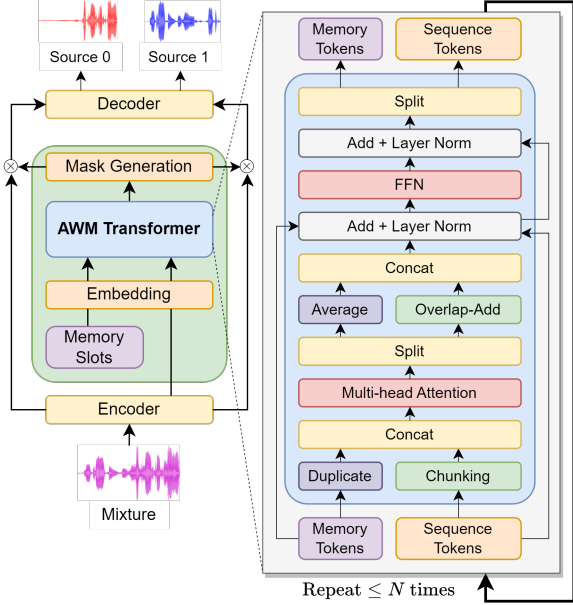 Source 0
Source 1
Decoder
Mask Generation
AWM Transformer
Embedding
Memory
Slots
Encoder
Mixture
Memory
Tokens
Sequence
Tokens
Split
Add + Layer Norm
FFN
Add + Layer Norm
Concat
Average
Overlap-Add
Split
Multi-head Attention
Concat
Duplicate
Chunking
Memory
Tokens
Sequence
Tokens
Repeat ≤ N times